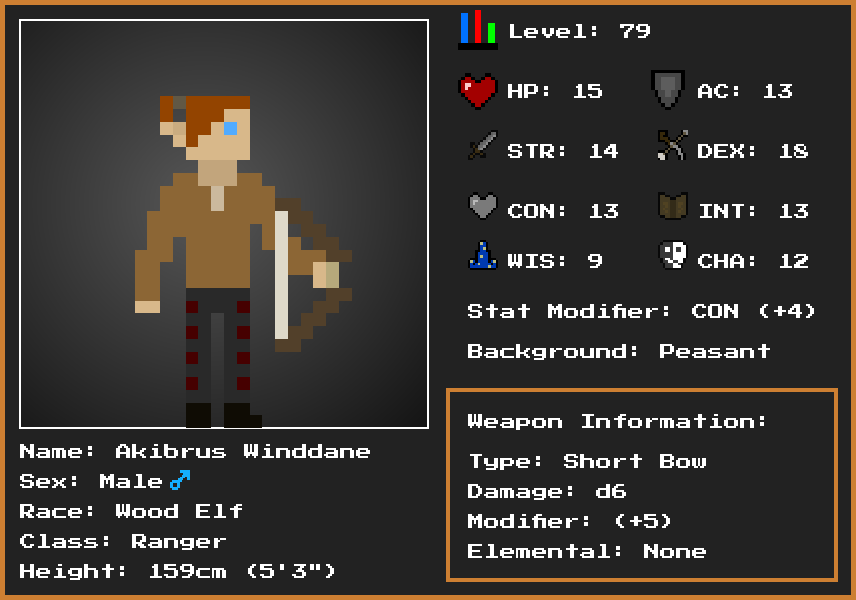 Level: 79
HP: 15 AC: 13
STR: 14 DEX: 18
CON: 13 INT: 13
WIS: 9 CHA: 12
Stat Modifier: CON (+4)
Background: Peasant
Weapon Information:
Type: Short Bow
Damage: d6
Modifier: (+5)
Elemental: None
Name: Akibrus Winddane
Sex: Male♂
Race: Wood Elf
Class: Ranger
Height: 159cm (5'3")